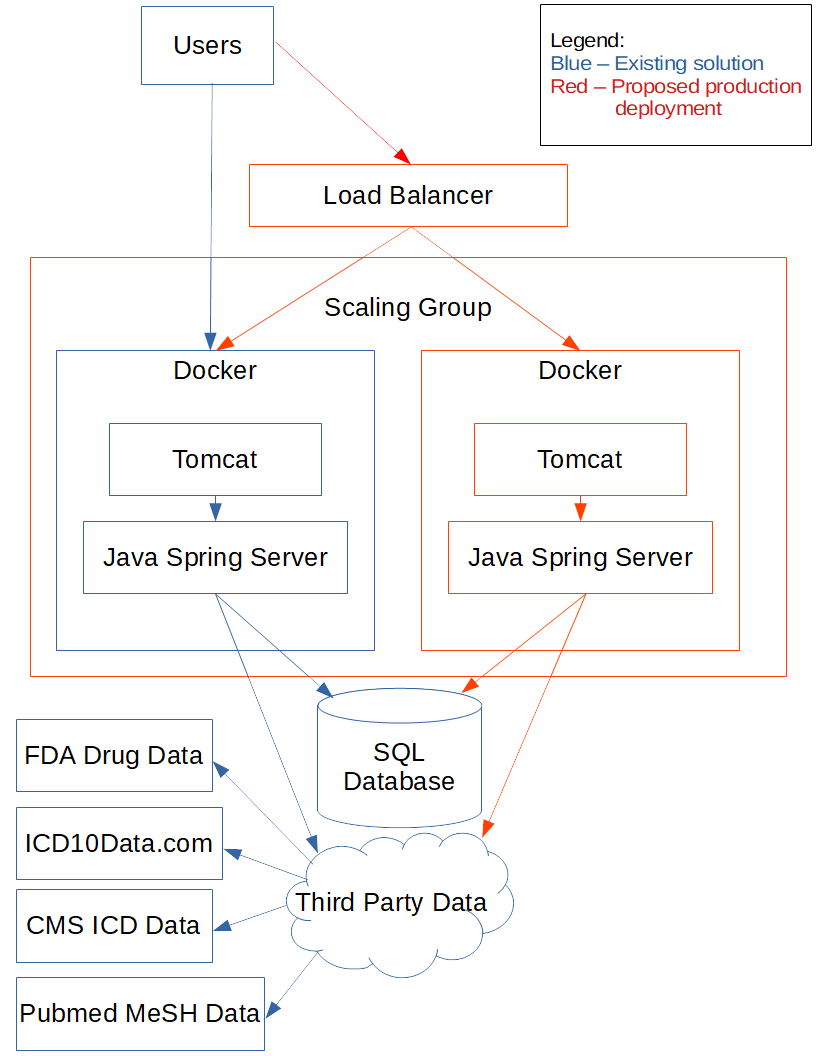 Users
Legend:
Blue – Existing solution
Red – Proposed production
deployment
Load Balancer
Scaling Group
Docker
Docker
Tomcat
Tomcat
Java Spring Server
Java Spring Server
SQL
Database
FDA Drug Data
ICD10Data.com
CMS ICD Data
Third Party Data
Pubmed MeSH Data